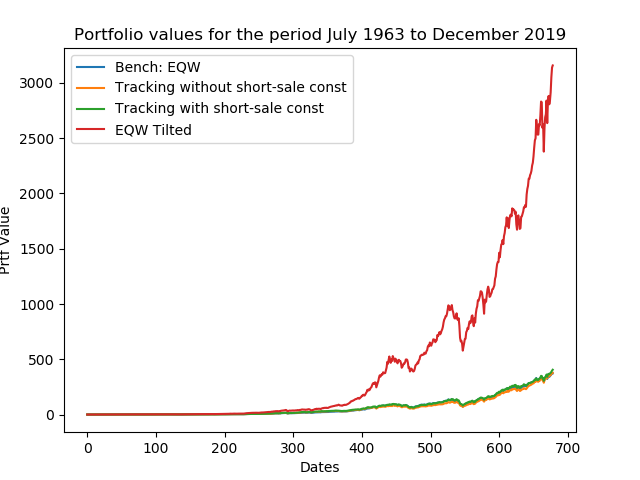 Portfolio values for the period July 1963 to December 2019
Bench: EQW
Tracking without short-sale const
Tracking with short-sale const
EQW Tilted
3000
2500
2000
1500
1000
500
0
Prtf Value
0 100 200 300 400 500 600 700
Dates